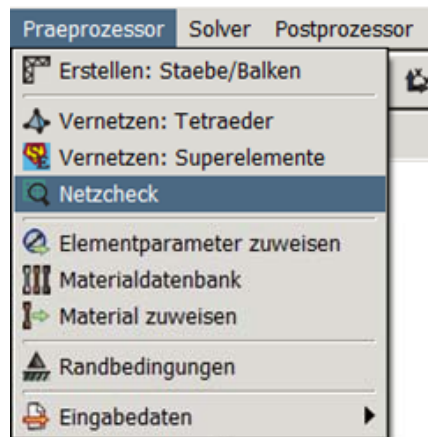 Praeprozessor Solver Postprozessor
Erstellen: Staebe/Balken
Vernetzen: Tetraeder
Vernetzen: Superelemente
Netzcheck
Elementparameter zuweisen
Materialdatenbank
Material zuweisen
Randbedingungen
Eingabedaten